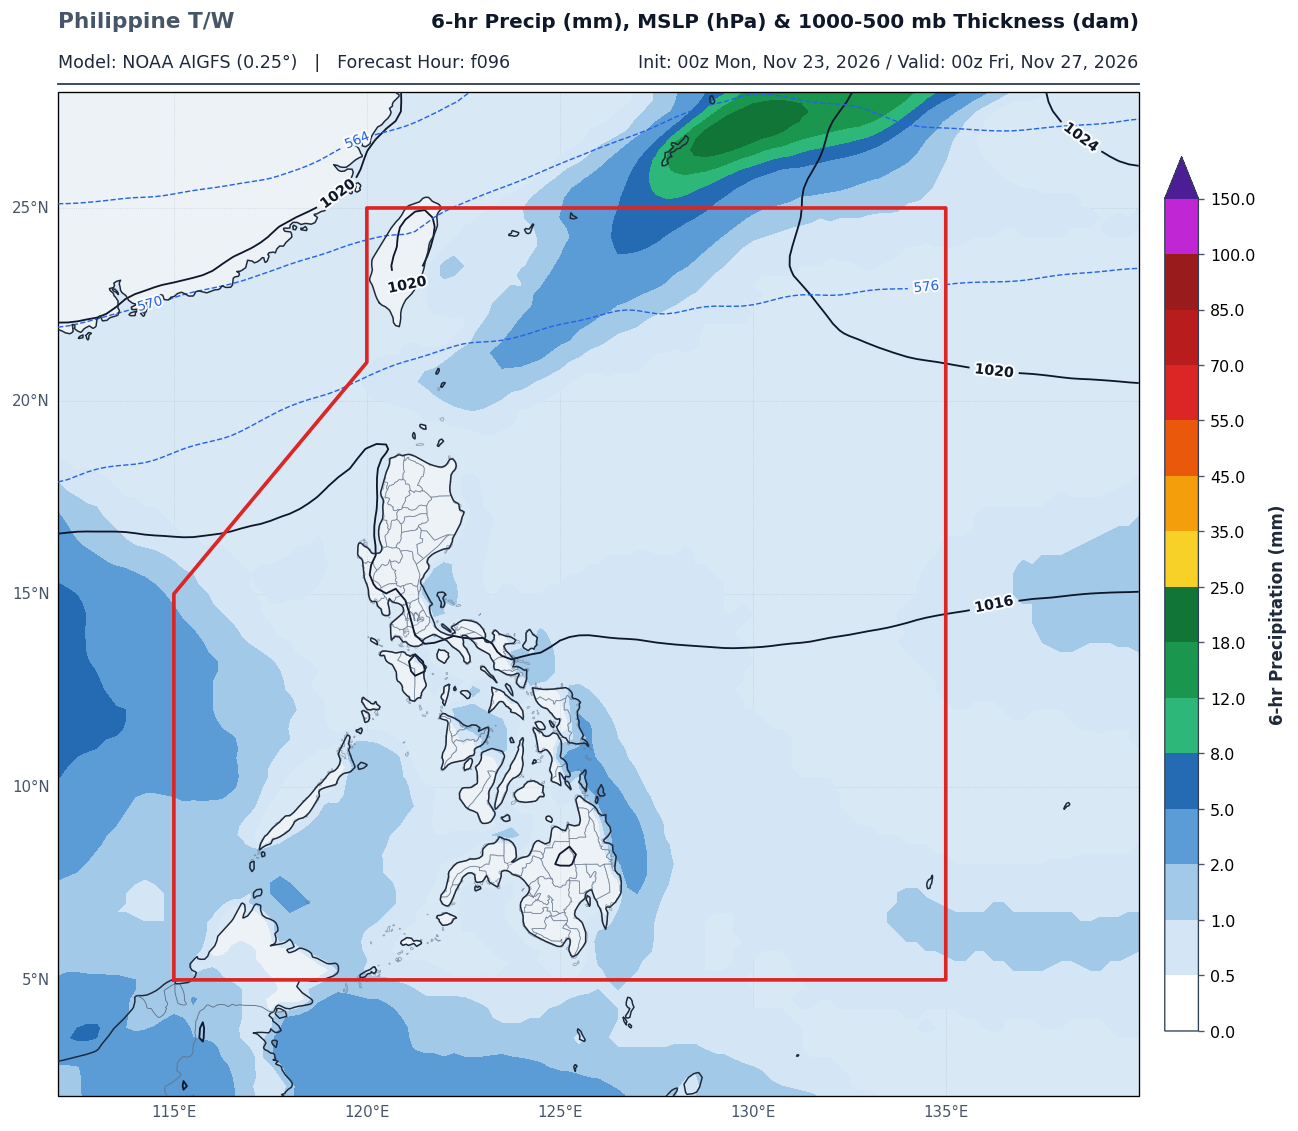 Philippine T/W
6-hr Precip (mm), MSLP (hPa) & 1000-500 mb Thickness (dam)
Model: NOAA AIGFS (0.25°) | Forecast Hour: f096
Init: 00z Mon, Nov 23, 2026 / Valid: 00z Fri, Nov 27, 2026
564
1020
1024
25°N
570
1020
576
1020
20°N
15°N
1016
10°N
5°N
115°E
120°E
125°E
130°E
135°E
150.0
100.0
85.0
70.0
55.0
45.0
35.0
25.0
18.0
12.0
8.0
5.0
2.0
1.0
0.5
0.0
6-hr Precipitation (mm)